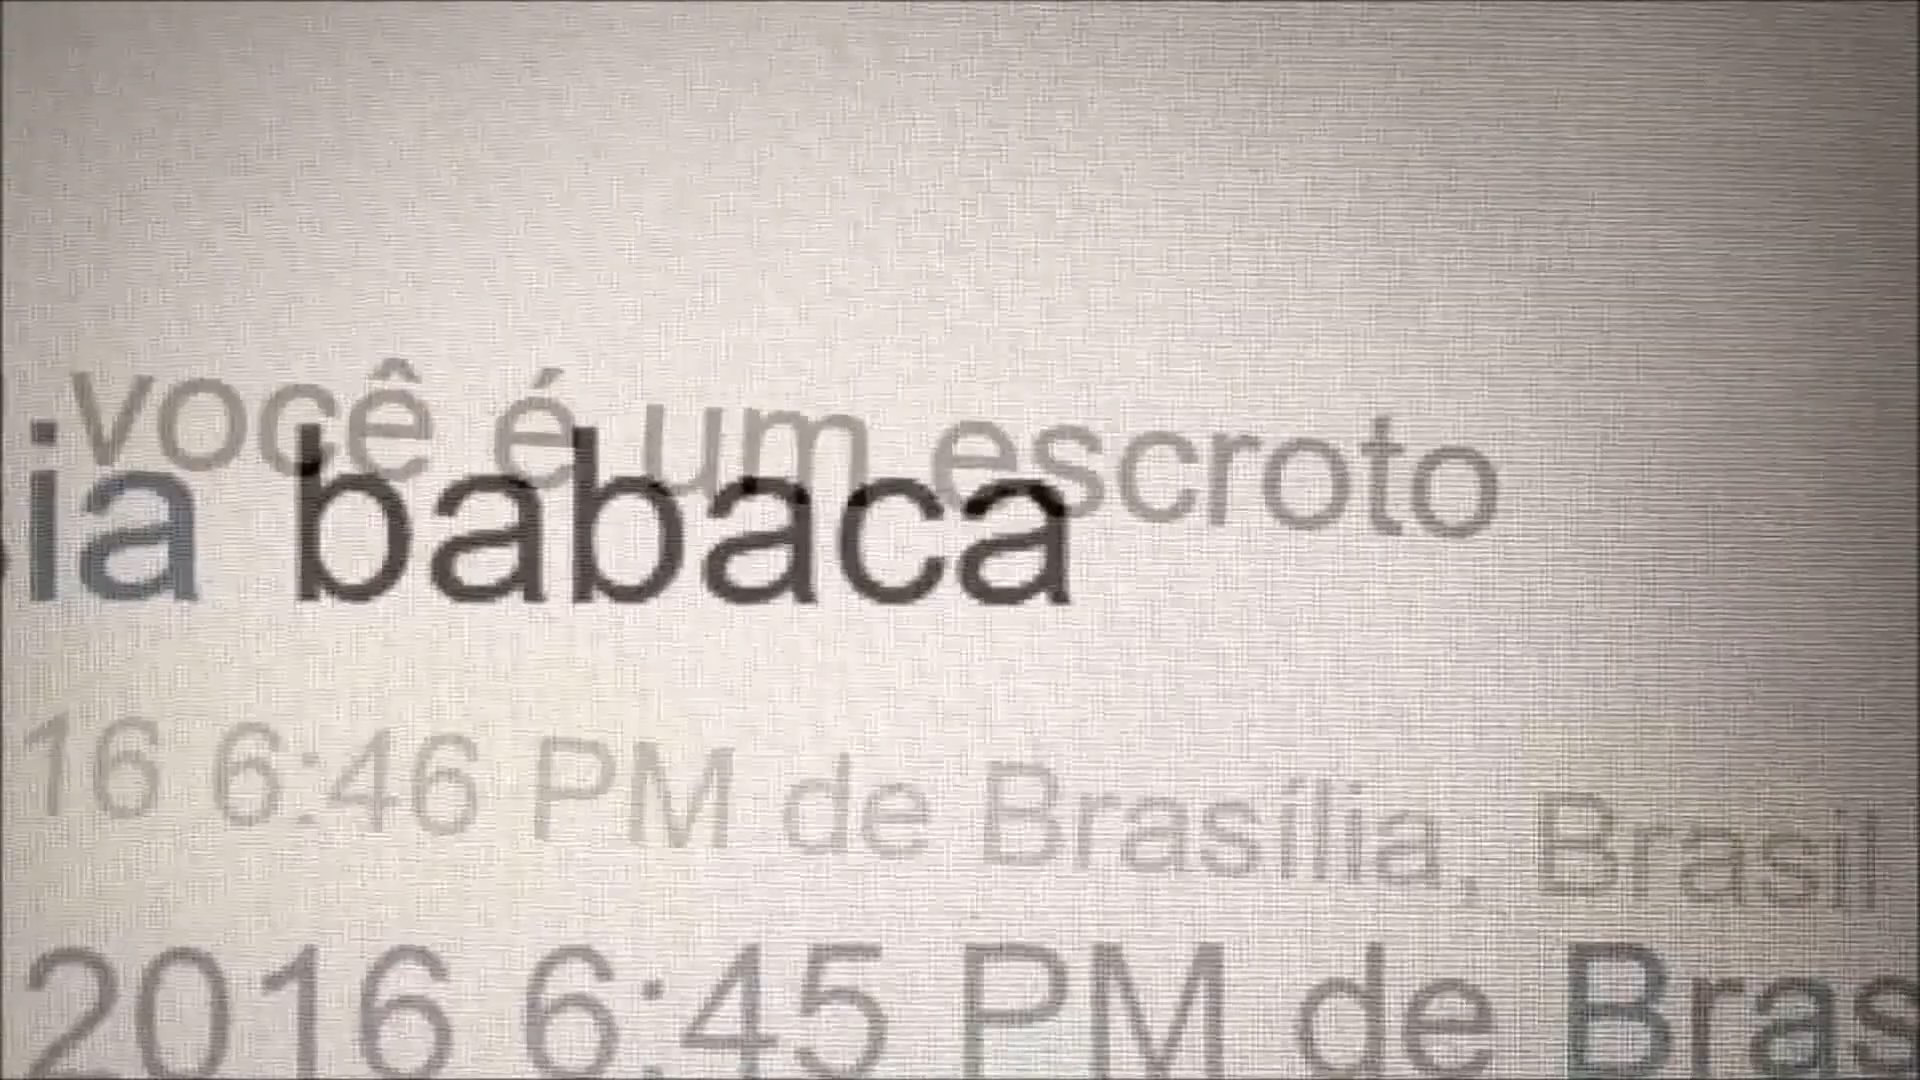 você é um escroto
ia babaca
16 6:46 PM de Brasília, Brasil
2016 6:45 PM de Bras